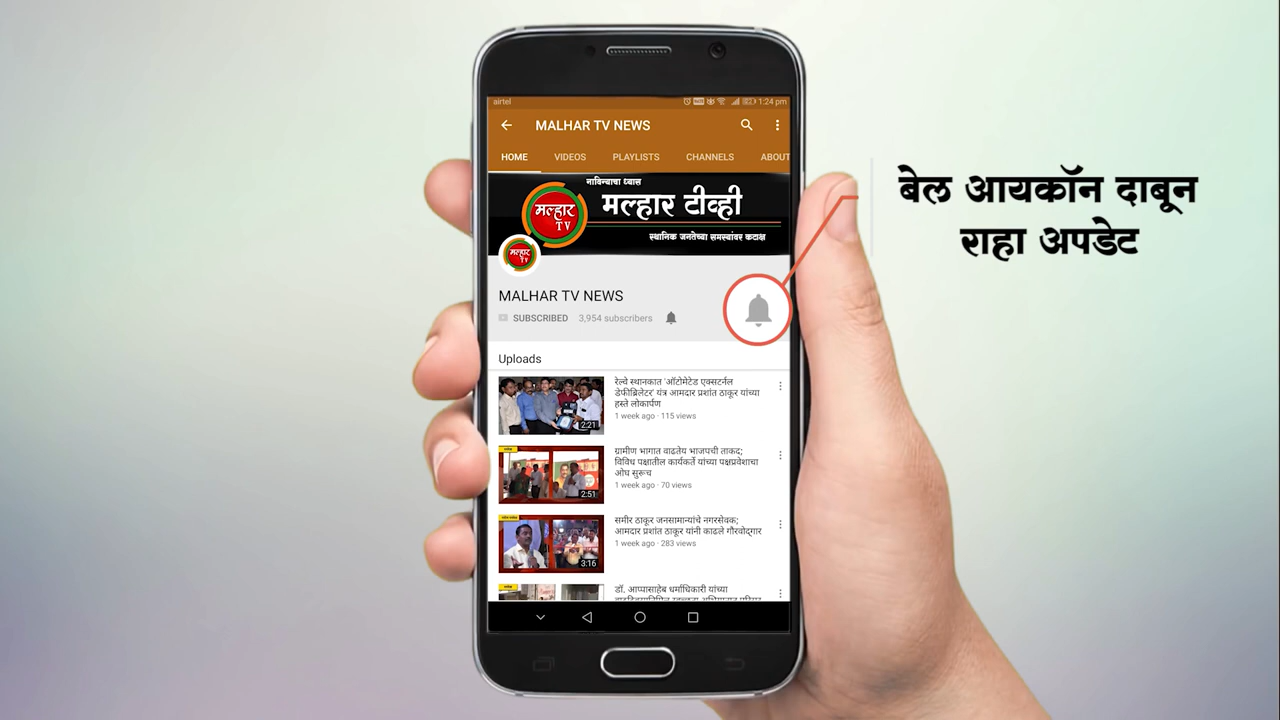 airtel
1:24 pm
MALHAR TV NEWS
HOME VIDEOS PLAYLISTS CHANNELS ABOUT
नाविन्याचा ध्यास
मल्हार टीव्ही
मल्हार
TV
स्थानिक जनतेच्या समस्यांवर कटाक्ष
मल्हार
TV
MALHAR TV NEWS
SUBSCRIBED 3,954 subscribers
Uploads
रेल्वे स्थानकात 'ऑटोमेटेड एक्सटर्नल
डेफीब्रिलेटर' यंत्र आमदार प्रशांत ठाकूर यांच्या
हस्ते लोकार्पण
1 week ago · 115 views
2:21
ग्रामीण भागात वाढतेय भाजपची ताकद;
विविध पक्षातील कार्यकर्ते यांच्या पक्षप्रवेशाचा
ओघ सुरूच
1 week ago · 70 views
2:51
समीर ठाकूर जनसामान्यांचे नगरसेवक;
आमदार प्रशांत ठाकूर यांनी काढले गौरवोद्गार
1 week ago · 283 views
3:16
डॉ. आप्पासाहेब धर्माधिकारी यांच्या
बेल आयकॉन दाबून
राहा अपडेट